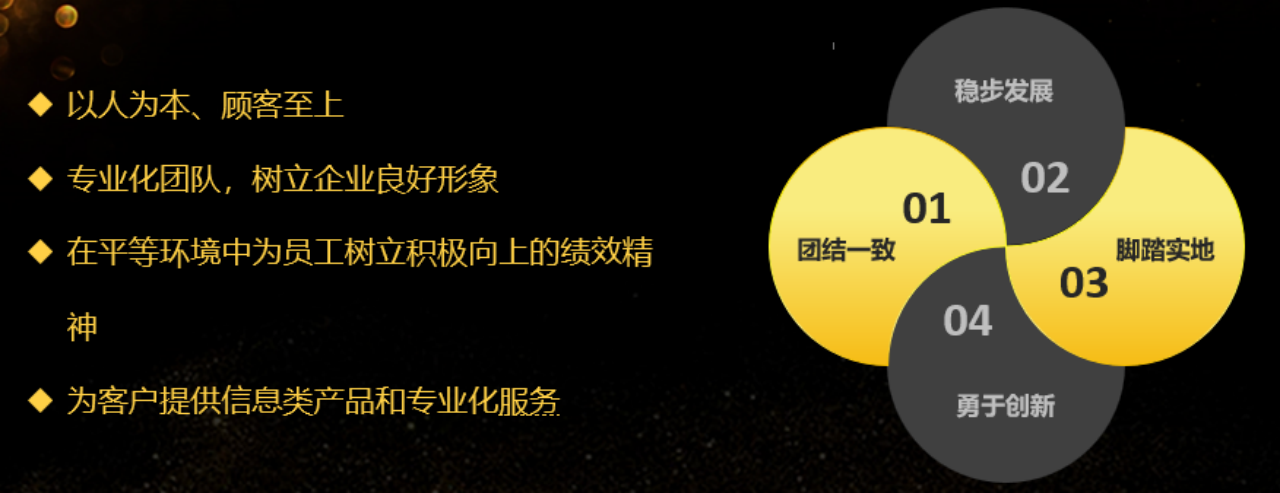 以人为本、顾客至上
专业化团队，树立企业良好形象
在平等环境中为员工树立积极向上的绩效精
神
为客户提供信息类产品和专业化服务
稳步发展
02
01
团结一致
脚踏实地
03
04
勇于创新